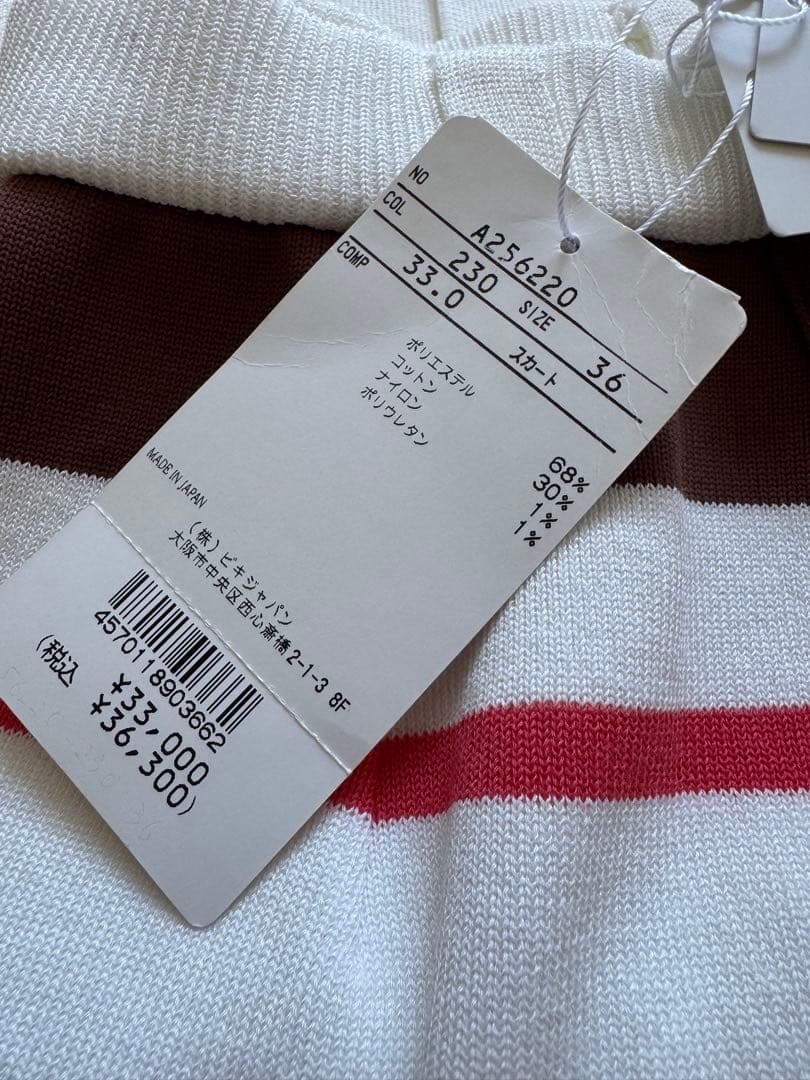 NO A256220
COL 230 SIZE 36
COMP 33.0 スカート
ポリエステル 68%
コットン 30%
ナイロン 1%
ポリウレタン 1%
MADE IN JAPAN
(株)ビキジャパン
大阪市中央区西心斎橋2-1-3 8F
4570118903662
¥33,000
(税込 ¥36,300)